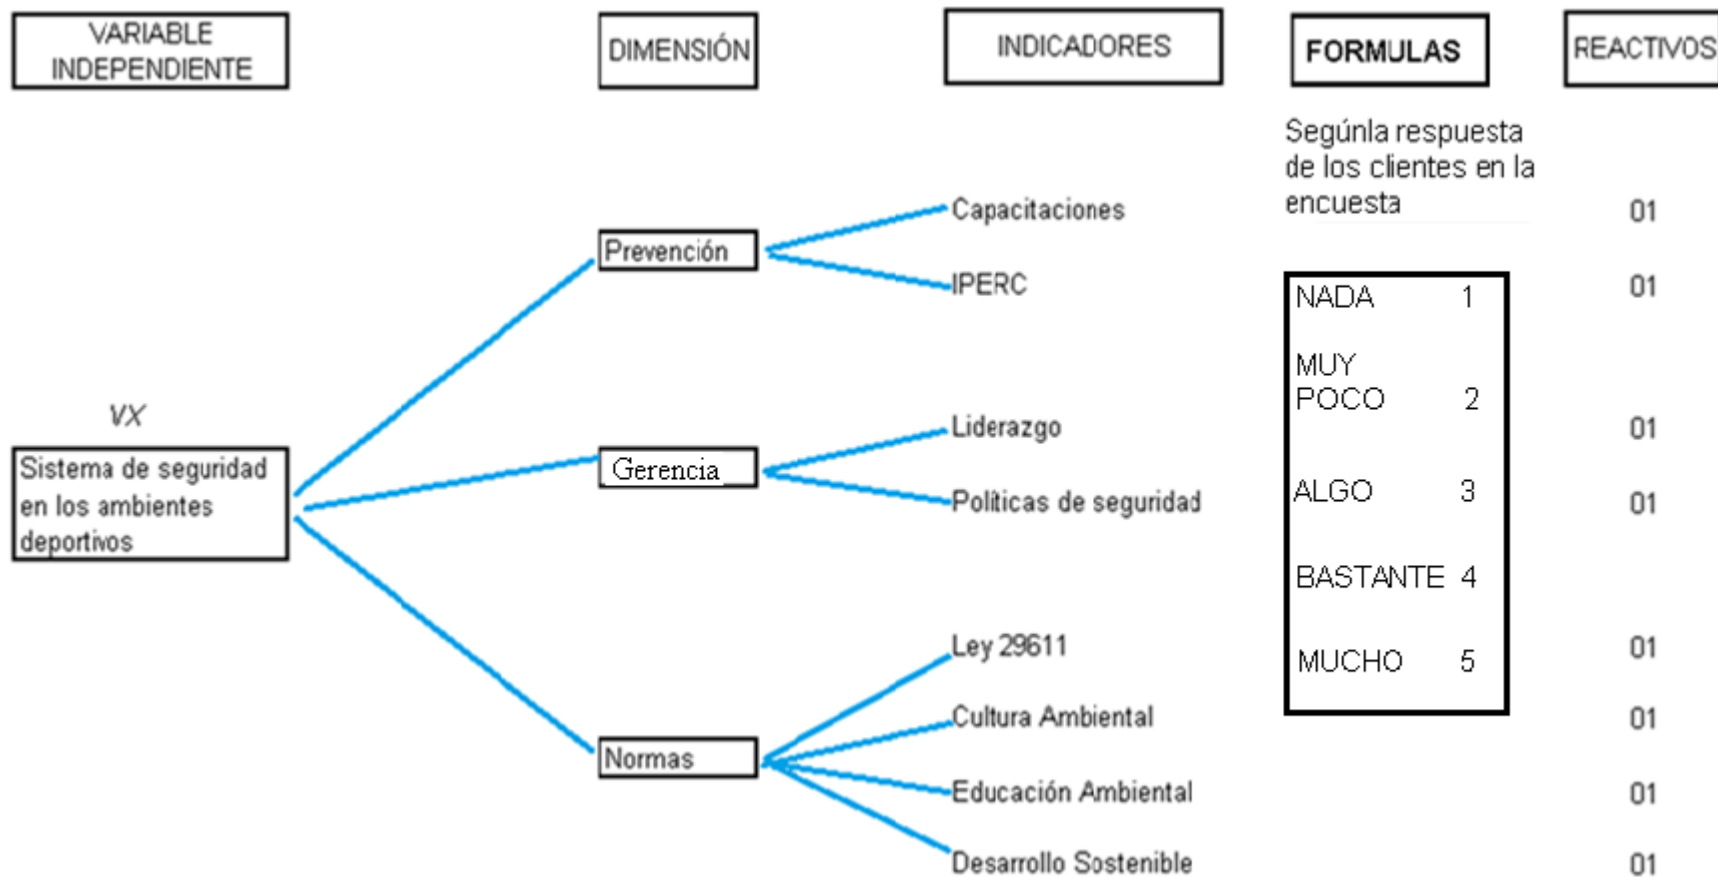 VARIABLE
INDEPENDIENTE
DIMENSIÓN
INDICADORES
FORMULAS
REACTIVOS
Segúnla respuesta
de los clientes en la
encuesta
Capacitaciones
01
Prevención
IPERC
01
NADA 1
MUY
POCO 2
VX
Sistema de seguridad
en los ambientes
deportivos
Gerencia
Liderazgo
01
Políticas de seguridad
01
ALGO 3
BASTANTE 4
MUCHO 5
Normas
Ley 29611
01
Cultura Ambiental
01
Educación Ambiental
01
Desarrollo Sostenible
01